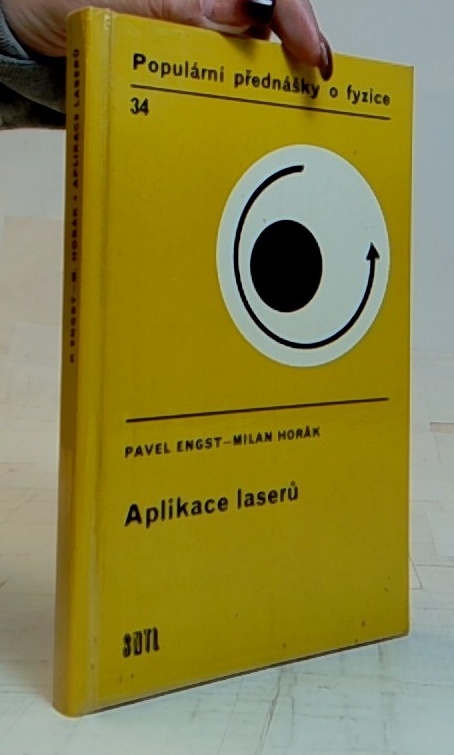 Populární přednášky o fyzice
34
PAVEL ENGST–MILAN HORÁK
Aplikace laserů
SNTL
P. ENGST – M. HORÁK • APLIKACE LASERŮ